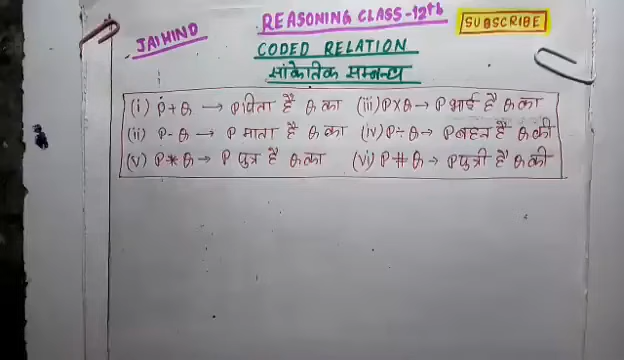 REASONING CLASS-12th
SUBSCRIBE
JAIHIND
CODED RELATION
सांकेतिक सम्बन्ध
(i) P + Q → P पिता है Q का (iii) P × Q → P भाई है Q का
(ii) P - Q → P माता है Q का (iv) P ÷ Q → P बहन है Q की
(v) P * Q → P पुत्र है Q का (vi) P # Q → P पुत्री है Q की